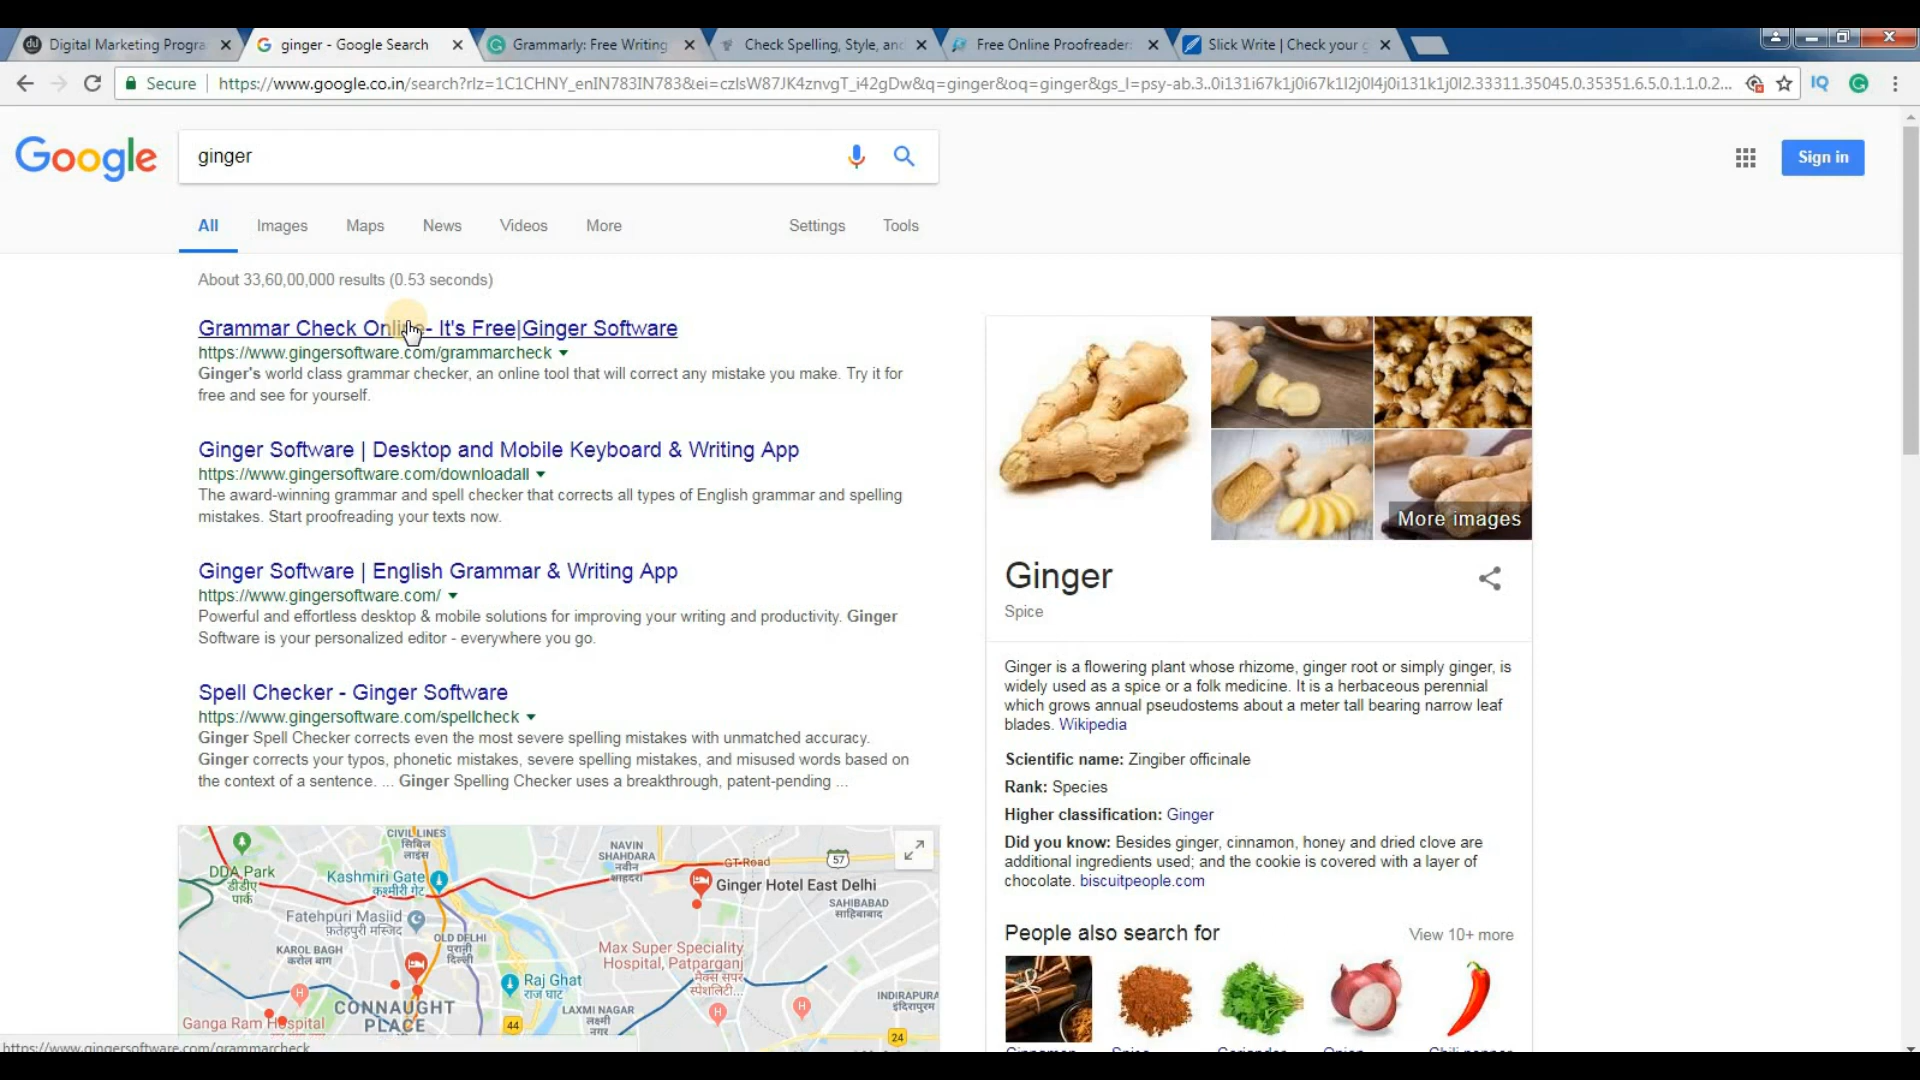 Digital Marketing Progra
ginger - Google Search
Grammarly: Free Writing
Check Spelling, Style, and
Free Online Proofreader:
Slick Write | Check your g
Secure
https://www.google.co.in/search?rlz=1C1CHNY_enIN783IN783&ei=czlsW87JK4znvgT_i42gDw&q=ginger&oq=ginger&gs_l=psy-ab.3..0i131i67k1j0i67k1l2j0l4j0i131k1j0l2.33311.35045.0.35351.6.5.0.1.1.0.2...
IQ
Google
ginger
Sign in
All
Images
Maps
News
Videos
More
Settings
Tools
About 33,60,00,000 results (0.53 seconds)
Grammar Check Online- It's Free|Ginger Software
https://www.gingersoftware.com/grammarcheck
Ginger's world class grammar checker, an online tool that will correct any mistake you make. Try it for
free and see for yourself.
Ginger Software | Desktop and Mobile Keyboard & Writing App
https://www.gingersoftware.com/downloadall
The award-winning grammar and spell checker that corrects all types of English grammar and spelling
mistakes. Start proofreading your texts now.
Ginger Software | English Grammar & Writing App
https://www.gingersoftware.com/
Powerful and effortless desktop & mobile solutions for improving your writing and productivity. Ginger
Software is your personalized editor - everywhere you go.
Spell Checker - Ginger Software
https://www.gingersoftware.com/spellcheck
Ginger Spell Checker corrects even the most severe spelling mistakes with unmatched accuracy.
Ginger corrects your typos, phonetic mistakes, severe spelling mistakes, and misused words based on
the context of a sentence. ... Ginger Spelling Checker uses a breakthrough, patent-pending ...
CIVIL LINES
सिविल
लाइंस
DDA Park
डीडीए
पार्क
Kashmiri Gate
कश्मीरी गेट
NAVIN
SHAHDARA
नवीन
शाहदरा
GT-Road
57
Ginger Hotel East Delhi
SAHIBABAD
साहिबाबाद
Fatehpuri Masjid
फ़तेहपुरी मस्जिद
KAROL BAGH
करोल बाग
OLD DELHI
पुरानी
दिल्ली
Max Super Speciality
Hospital, Patparganj
मैक्स सुपर
स्पेशलिटी...
Raj Ghat
राज घाट
LAXMI NAGAR
लक्ष्मी
नगर
INDIRAPURA
इंदिरापुरम
CONNAUGHT
PLACE
Ganga Ram Hospital
44
24
https://www.gingersoftware.com/grammarcheck
More images
Ginger
Spice
Ginger is a flowering plant whose rhizome, ginger root or simply ginger, is
widely used as a spice or a folk medicine. It is a herbaceous perennial
which grows annual pseudostems about a meter tall bearing narrow leaf
blades. Wikipedia
Scientific name: Zingiber officinale
Rank: Species
Higher classification: Ginger
Did you know: Besides ginger, cinnamon, honey and dried clove are
additional ingredients used; and the cookie is covered with a layer of
chocolate. biscuitpeople.com
People also search for
View 10+ more